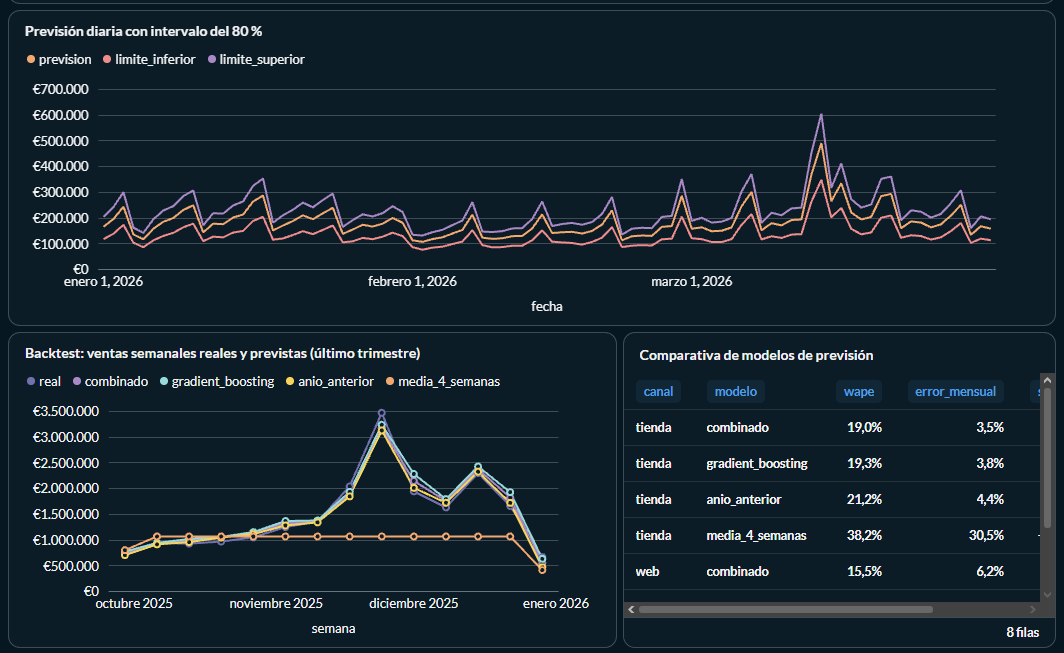 Previsión diaria con intervalo del 80 %
prevision limite_inferior limite_superior
€700.000
€600.000
€500.000
€400.000
€300.000
€200.000
€100.000
€0
enero 1, 2026 febrero 1, 2026 marzo 1, 2026
fecha
Backtest: ventas semanales reales y previstas (último trimestre)
real combinado gradient_boosting anio_anterior media_4_semanas
€3.500.000
€3.000.000
€2.500.000
€2.000.000
€1.500.000
€1.000.000
€500.000
€0
octubre 2025 noviembre 2025 diciembre 2025 enero 2026
semana
Comparativa de modelos de previsión
canal modelo wape error_mensual
tienda combinado 19,0% 3,5%
tienda gradient_boosting 19,3% 3,8%
tienda anio_anterior 21,2% 4,4%
tienda media_4_semanas 38,2% 30,5%
web combinado 15,5% 6,2%
8 filas